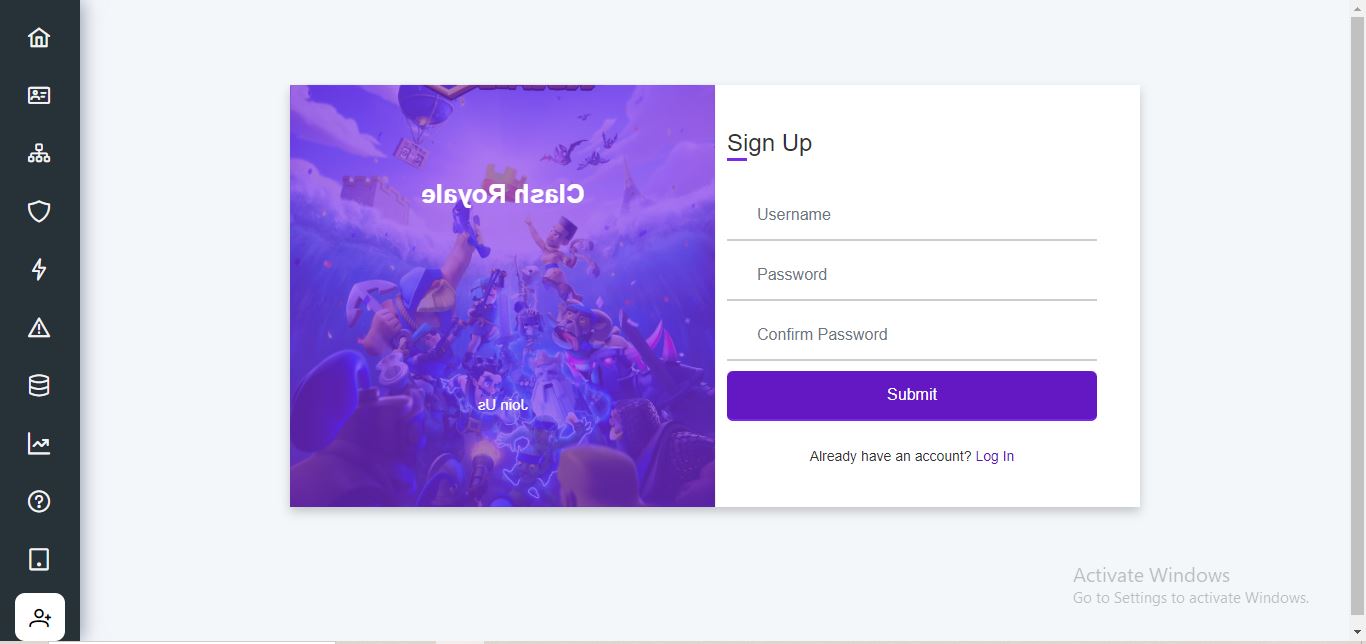 Clash Royale
Join Us
Sign Up
Username
Password
Confirm Password
Submit
Already have an account? Log In
Activate Windows
Go to Settings to activate Windows.